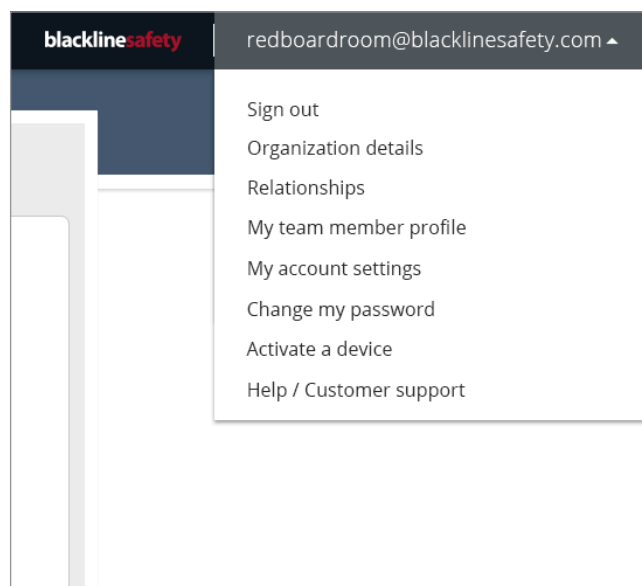 blacklinesafety
redboardroom@blacklinesafety.com
Sign out
Organization details
Relationships
My team member profile
My account settings
Change my password
Activate a device
Help / Customer support